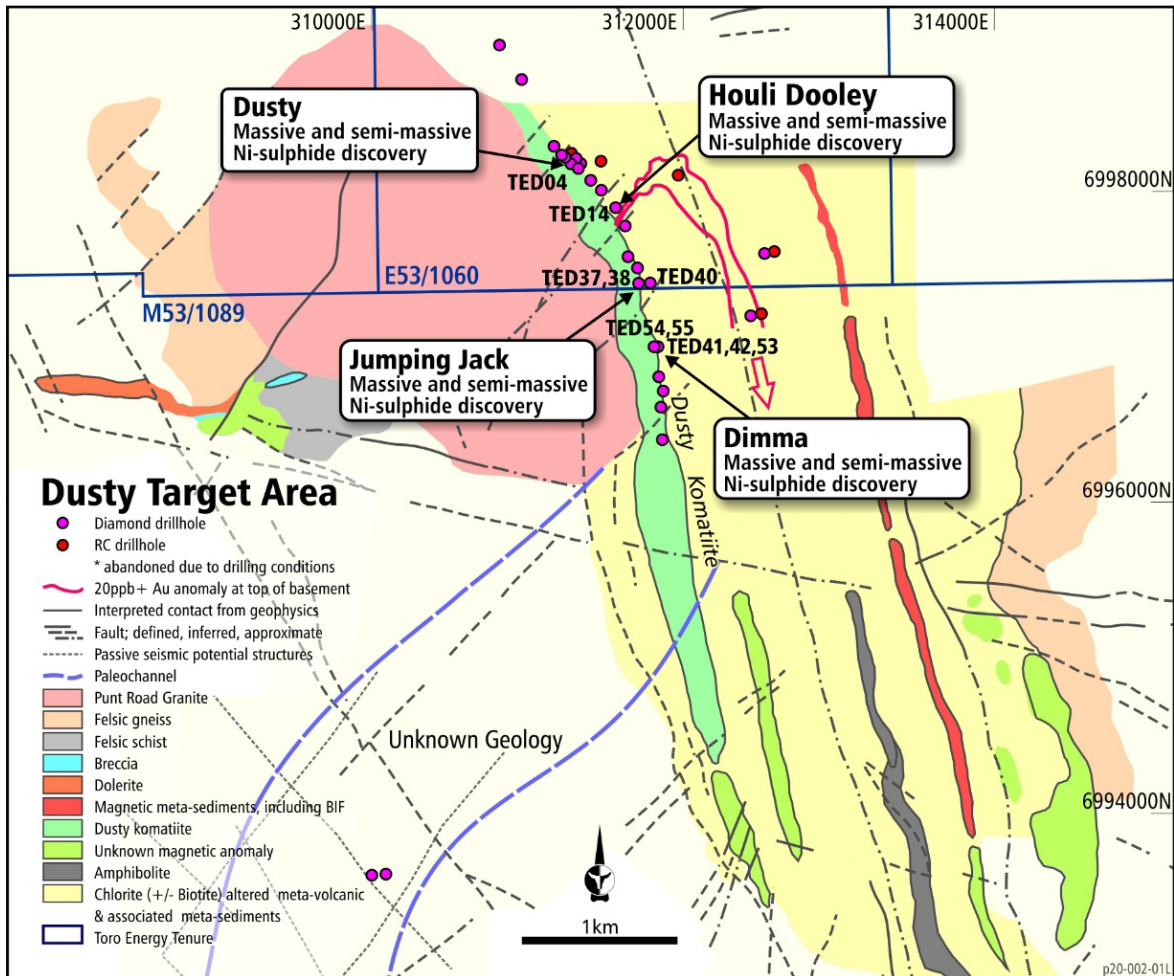 310000E
312000E
314000E
Dusty
Massive and semi-massive
Ni-sulphide discovery
Houli Dooley
Massive and semi-massive
Ni-sulphide discovery
TED04
6998000N
TED14
E53/1060
TED37,38
TED40
M53/1089
TED54,55
Jumping Jack
Massive and semi-massive
Ni-sulphide discovery
TED41,42,53
Dusty Komatiite
Dimma
Massive and semi-massive
Ni-sulphide discovery
6996000N
Dusty Target Area
Diamond drillhole
RC drillhole
* abandoned due to drilling conditions
20ppb+ Au anomaly at top of basement
Interpreted contact from geophysics
Fault; defined, inferred, approximate
Passive seismic potential structures
Paleochannel
Punt Road Granite
Felsic gneiss
Felsic schist
Breccia
Dolerite
Magnetic meta-sediments, including BIF
Dusty komatiite
Unknown magnetic anomaly
Amphibolite
Chlorite (+/- Biotite) altered meta-volcanic
& associated meta-sediments
Toro Energy Tenure
Unknown Geology
6994000N
1km
p20-002-01L